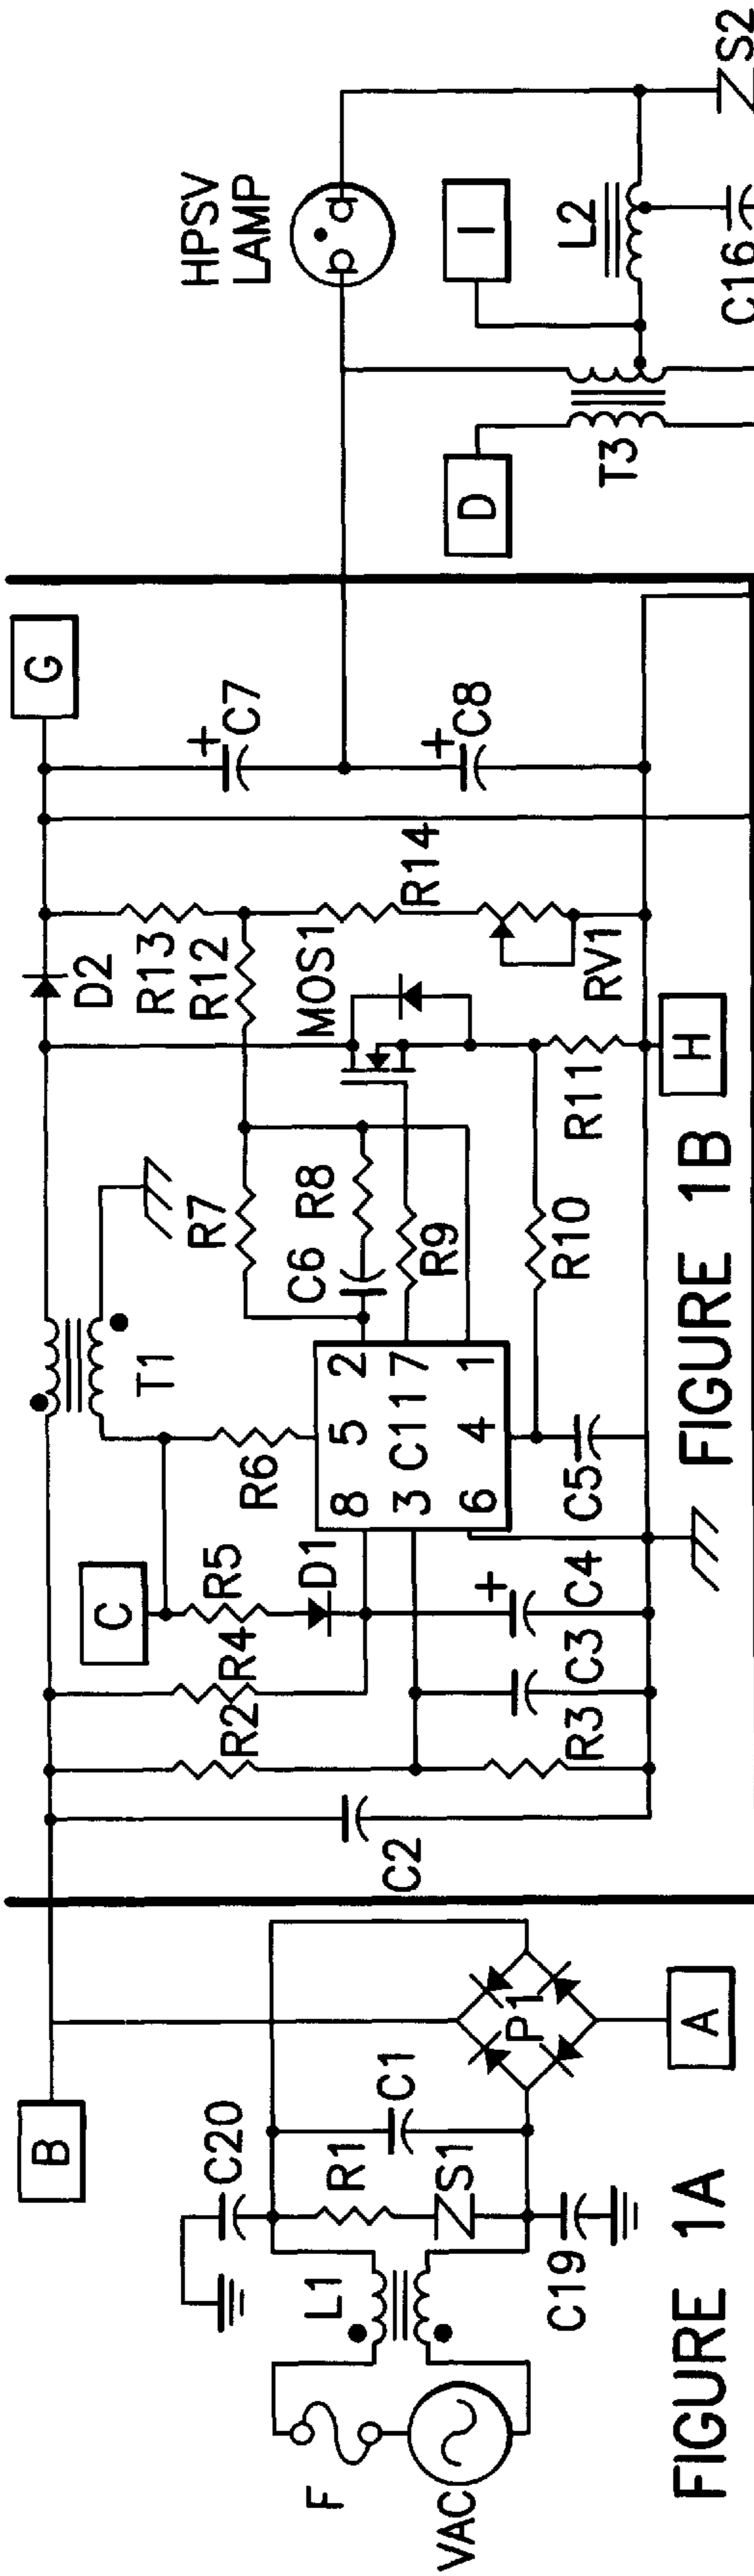 B
C20
F
L1
R1
C1
VAC
S1
P1
C19
A
FIGURE 1A
C
T1
G
R4
R5
D1
R6
R7
D2
R2
R13
R12
C7
+
C6
R8
MOS1
R14
C2
8 5 2
3 C11 7
6 4 1
R9
+
C8
+
R3
C3
C4
C5
R10
R11
RV1
H
FIGURE 1B
HPSV
LAMP
D
I
T3
L2
C16
S2